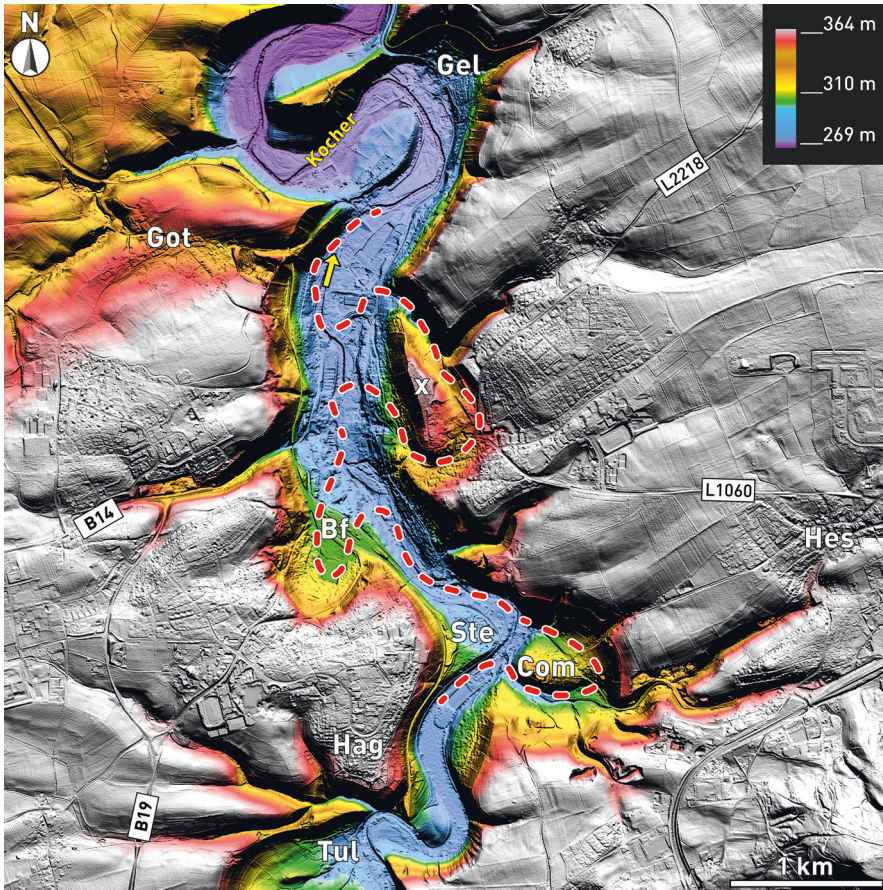 N
Gel
364 m
310 m
269 m
Kocher
L2218
Got
x
B14
L1060
Bf
Hes
Ste
Com
Hag
B19
Tul
1 km